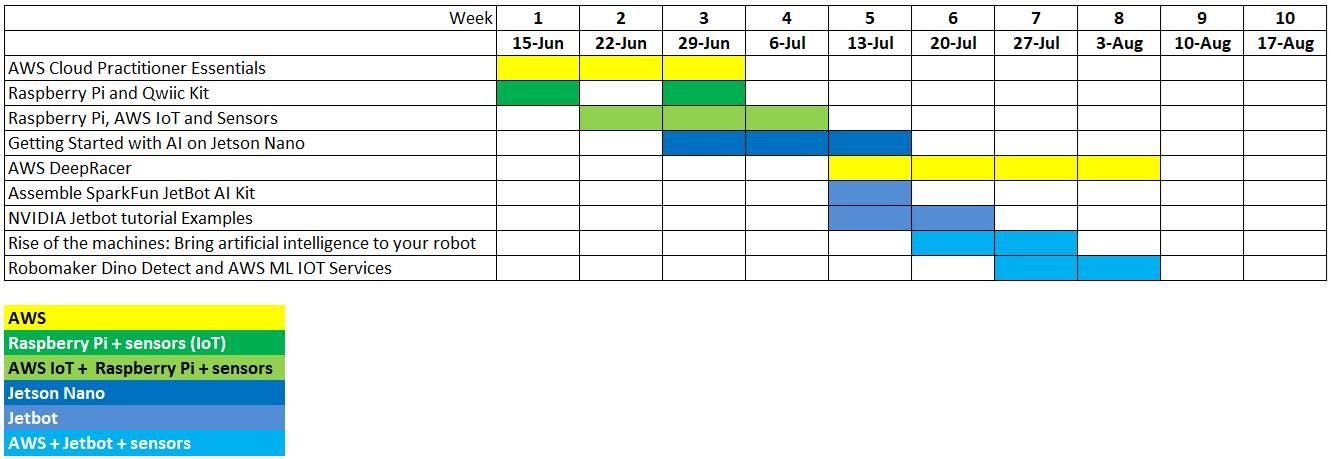 Week 1 2 3 4 5 6 7 8 9 10
15-Jun 22-Jun 29-Jun 6-Jul 13-Jul 20-Jul 27-Jul 3-Aug 10-Aug 17-Aug
AWS Cloud Practitioner Essentials
Raspberry Pi and Qwiic Kit
Raspberry Pi, AWS IoT and Sensors
Getting Started with AI on Jetson Nano
AWS DeepRacer
Assemble SparkFun JetBot AI Kit
NVIDIA Jetbot tutorial Examples
Rise of the machines: Bring artificial intelligence to your robot
Robomaker Dino Detect and AWS ML IOT Services
AWS
Raspberry Pi + sensors (IoT)
AWS IoT + Raspberry Pi + sensors
Jetson Nano
Jetbot
AWS + Jetbot + sensors